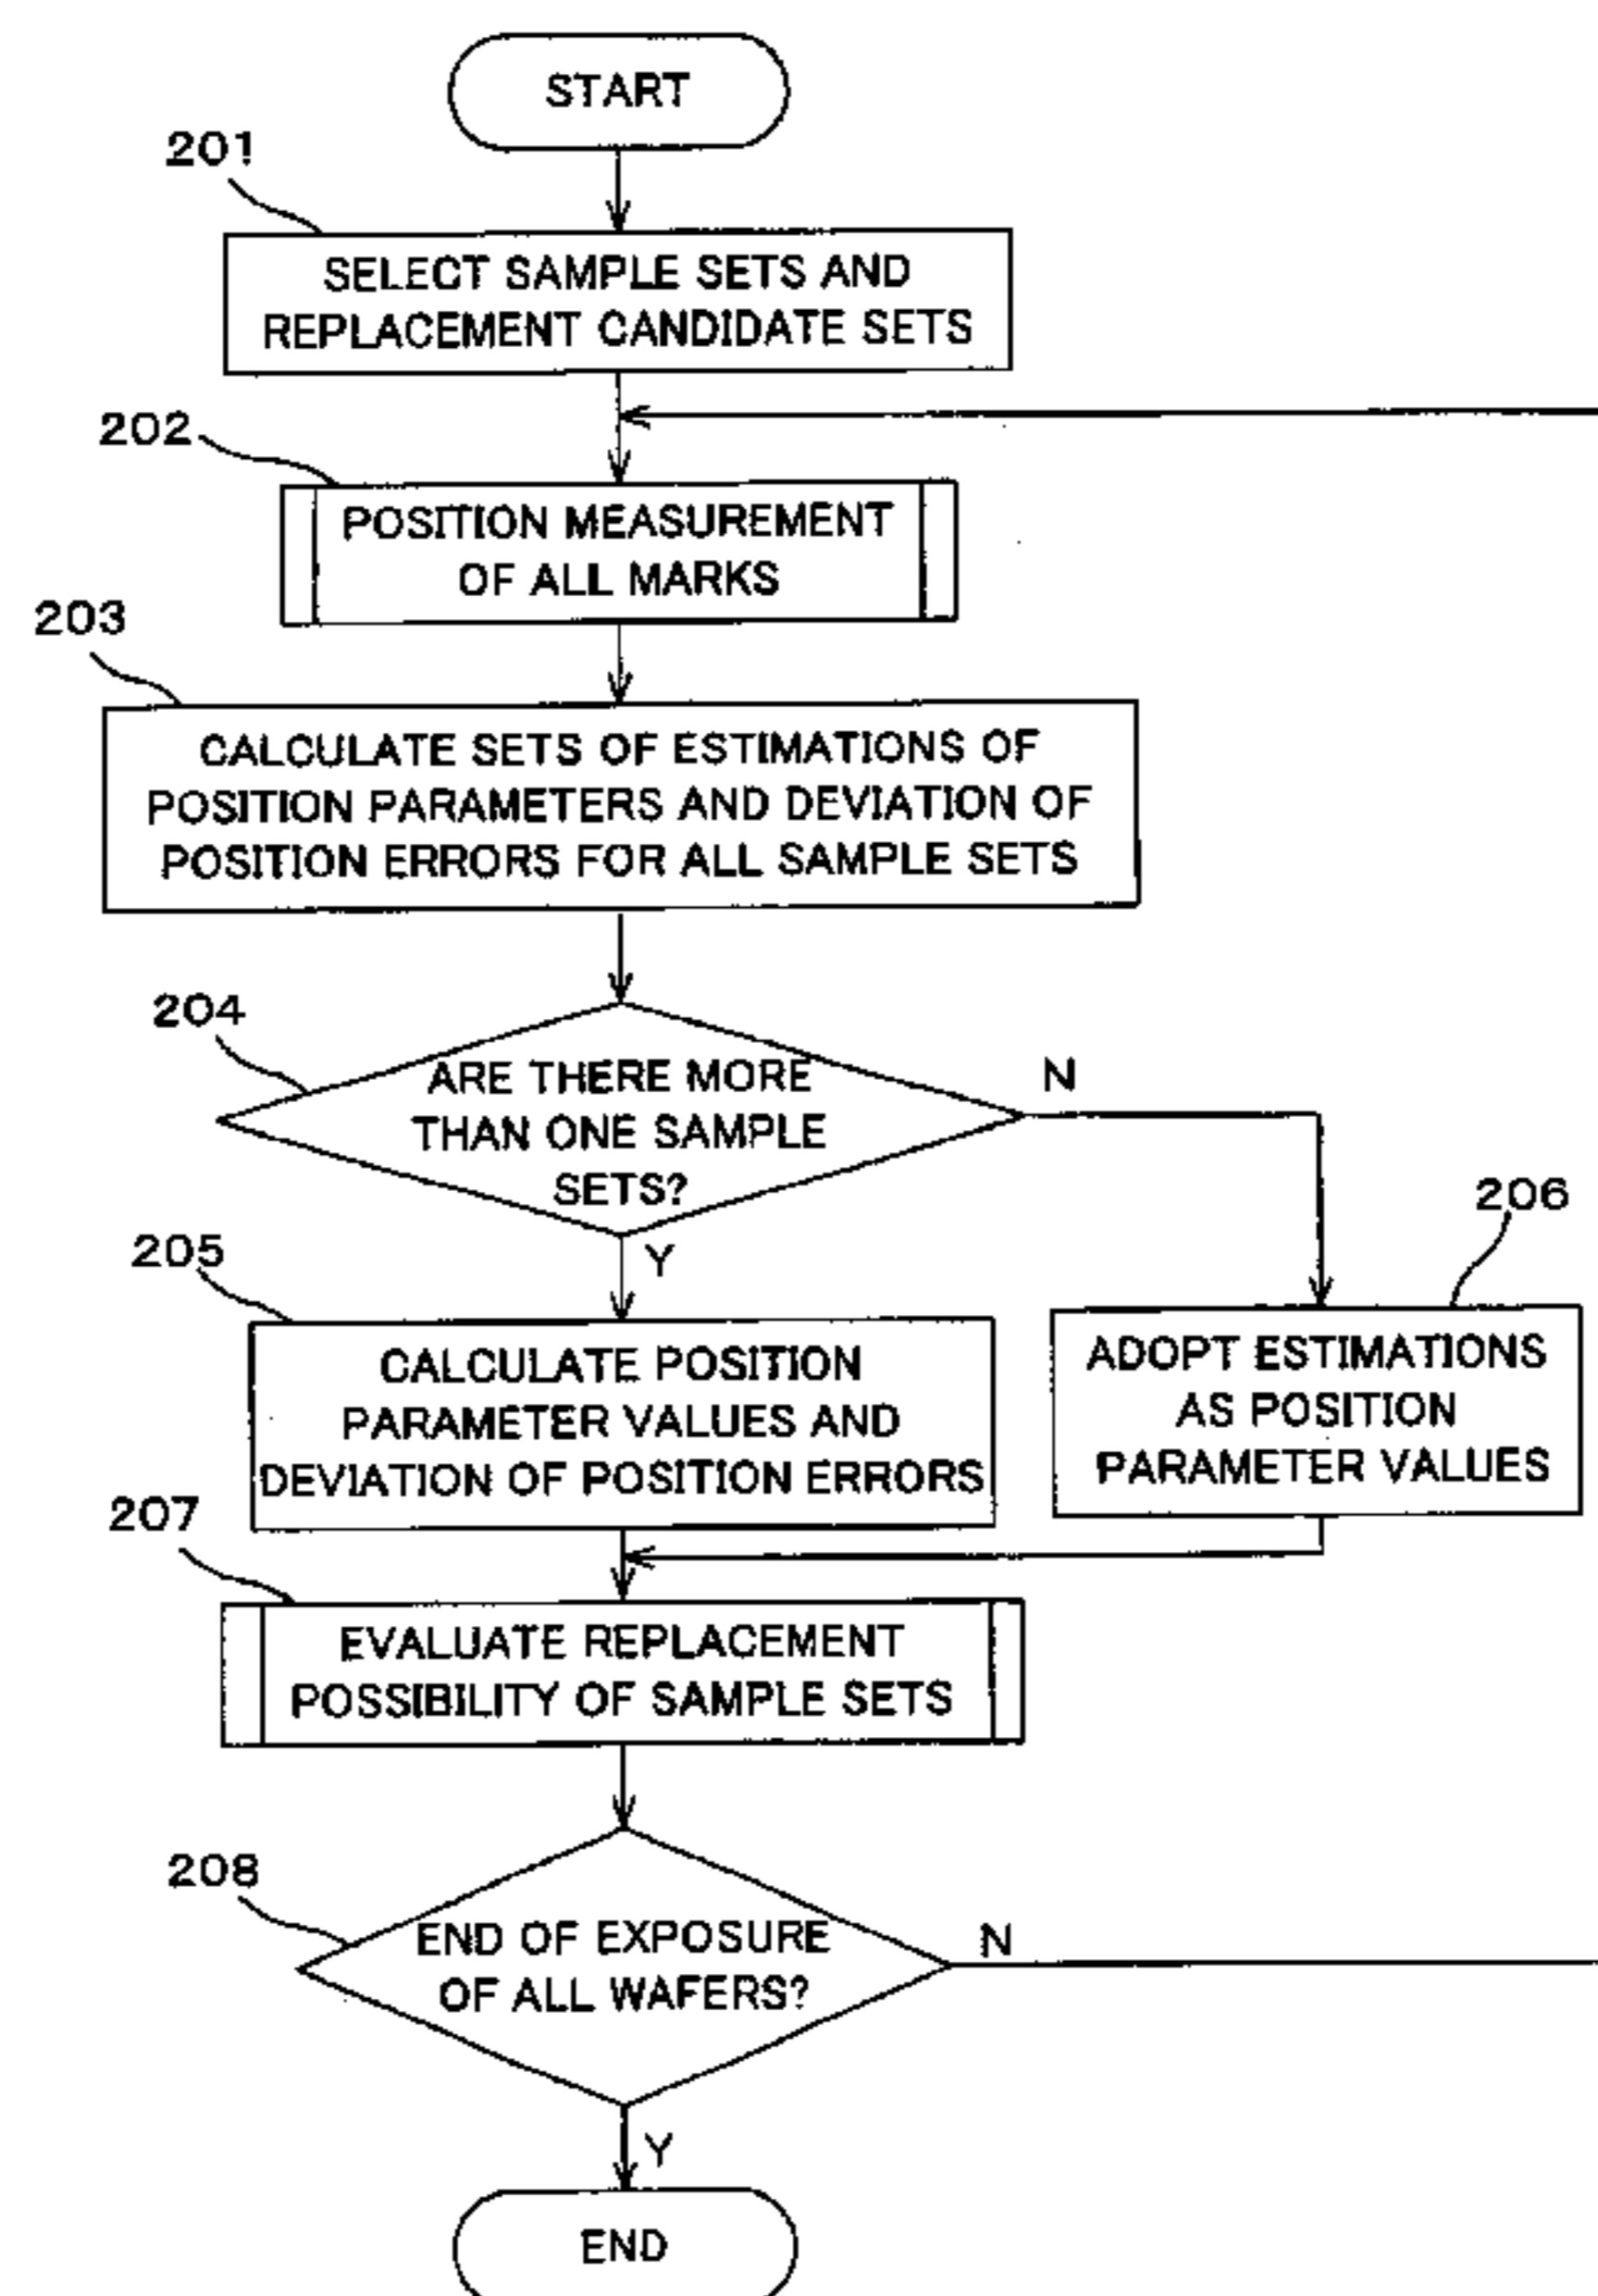 START
201
SELECT SAMPLE SETS AND
REPLACEMENT CANDIDATE SETS
202
POSITION MEASUREMENT
OF ALL MARKS
203
CALCULATE SETS OF ESTIMATIONS OF
POSITION PARAMETERS AND DEVIATION OF
POSITION ERRORS FOR ALL SAMPLE SETS
204
ARE THERE MORE
THAN ONE SAMPLE
SETS?
N
Y
205
CALCULATE POSITION
PARAMETER VALUES AND
DEVIATION OF POSITION ERRORS
206
ADOPT ESTIMATIONS
AS POSITION
PARAMETER VALUES
207
EVALUATE REPLACEMENT
POSSIBILITY OF SAMPLE SETS
208
END OF EXPOSURE
OF ALL WAFERS?
N
Y
END